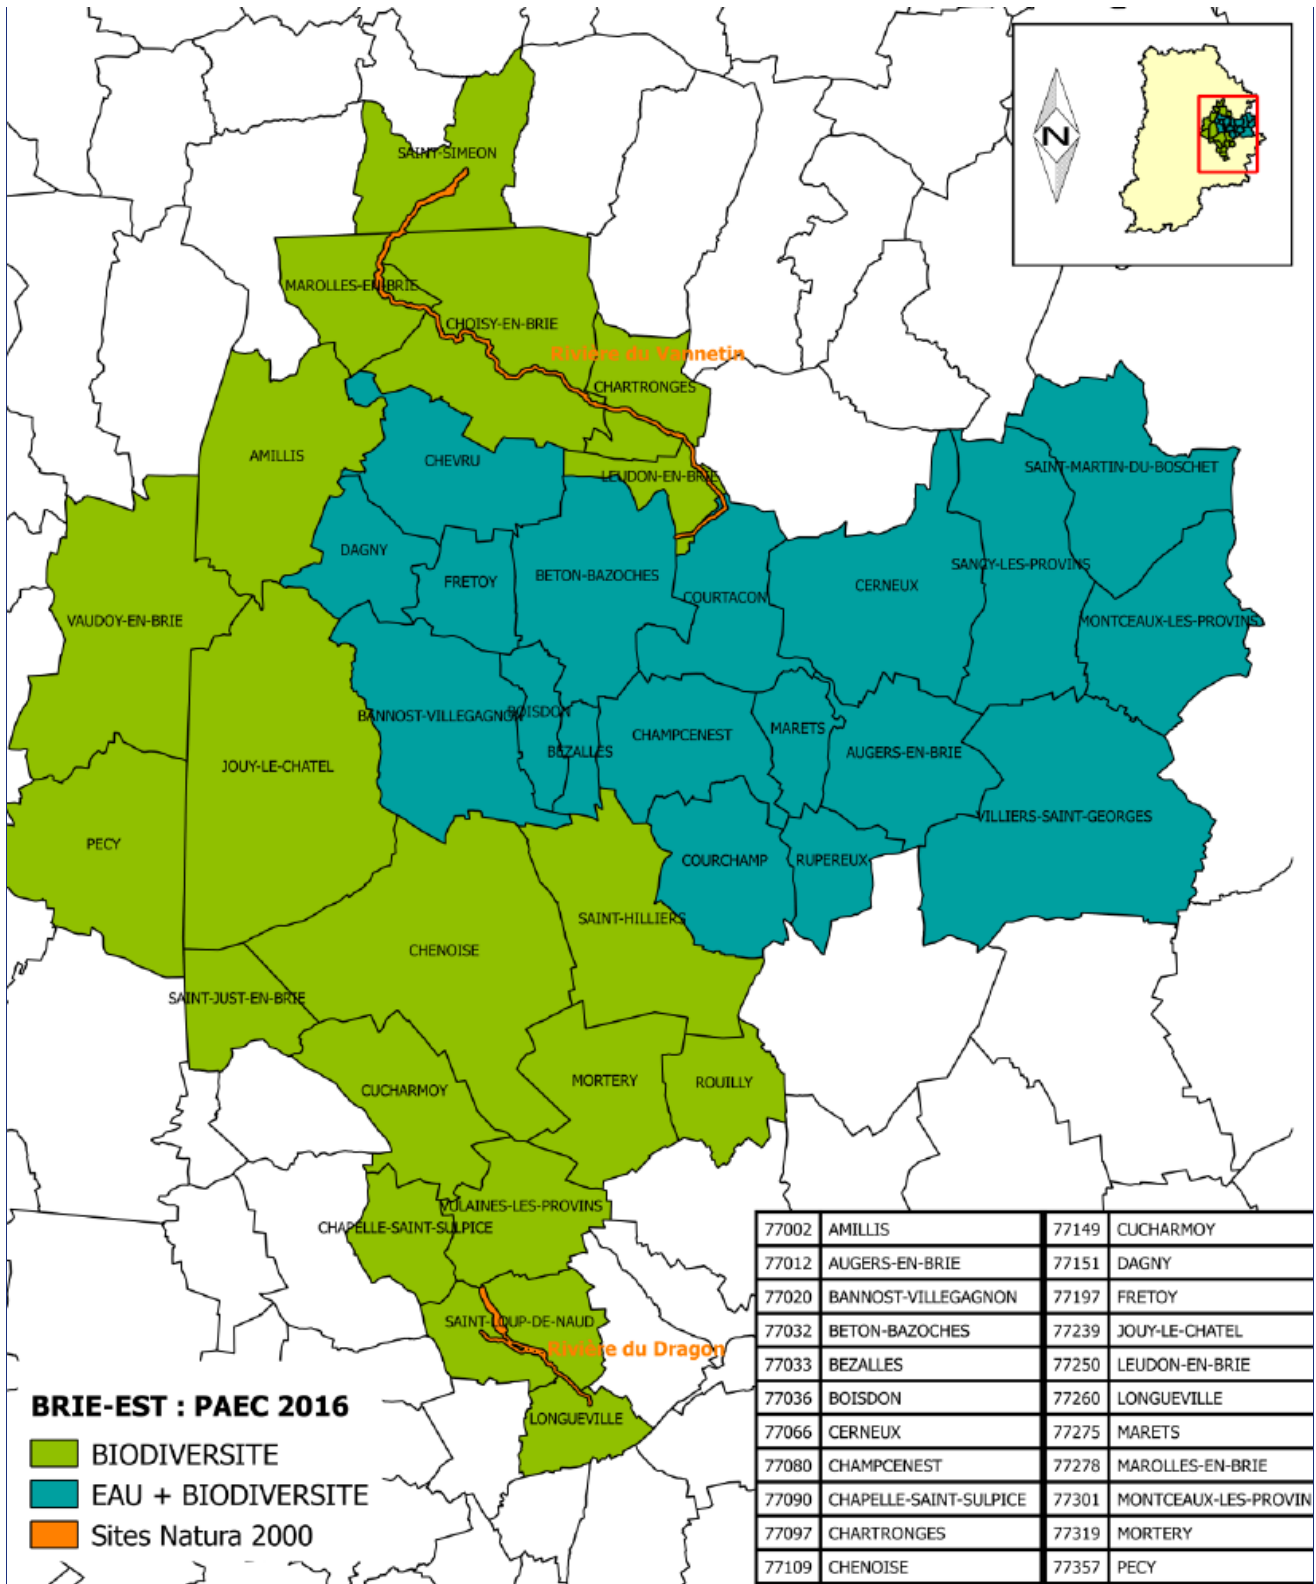 N
SAINT-SIMEON
MAROLLES-EN-BRIE
CHOISY-EN-BRIE
Rivière du Vannetin
CHARTRONGES
AMILLIS
CHEVRU
LEUDON-EN-BRIE
SAINT-MARTIN-DU-BOSCHET
DAGNY
FRETOY
BETON-BAZOCHES
COURTACON
CERNEUX
SANCY-LES-PROVINS
VAUDOY-EN-BRIE
MONTCEAUX-LES-PROVINS
BANNOST-VILLEGAGNON
BOISDON
BEZALLES
CHAMPCENEST
MARETS
AUGERS-EN-BRIE
JOUY-LE-CHATEL
VILLIERS-SAINT-GEORGES
PECY
COURCHAMP
RUPEREUX
SAINT-HILLIERS
CHENOISE
SAINT-JUST-EN-BRIE
CUCHARMOY
MORTERY
ROUILLY
VULAINES-LES-PROVINS
CHAPELLE-SAINT-SULPICE
SAINT-LOUP-DE-NAUD
Rivière du Dragon
LONGUEVILLE
BRIE-EST : PAEC 2016
BIODIVERSITE
EAU + BIODIVERSITE
Sites Natura 2000
77002 AMILLIS 77149 CUCHARMOY
77012 AUGERS-EN-BRIE 77151 DAGNY
77020 BANNOST-VILLEGAGNON 77197 FRETOY
77032 BETON-BAZOCHES 77239 JOUY-LE-CHATEL
77033 BEZALLES 77250 LEUDON-EN-BRIE
77036 BOISDON 77260 LONGUEVILLE
77066 CERNEUX 77275 MARETS
77080 CHAMPCENEST 77278 MAROLLES-EN-BRIE
77090 CHAPELLE-SAINT-SULPICE 77301 MONTCEAUX-LES-PROVIN
77097 CHARTRONGES 77319 MORTERY
77109 CHENOISE 77357 PECY